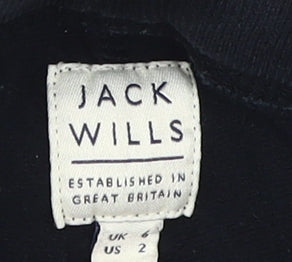 JACK
WILLS
ESTABLISHED IN
GREAT BRITAIN
UK 6
US 2